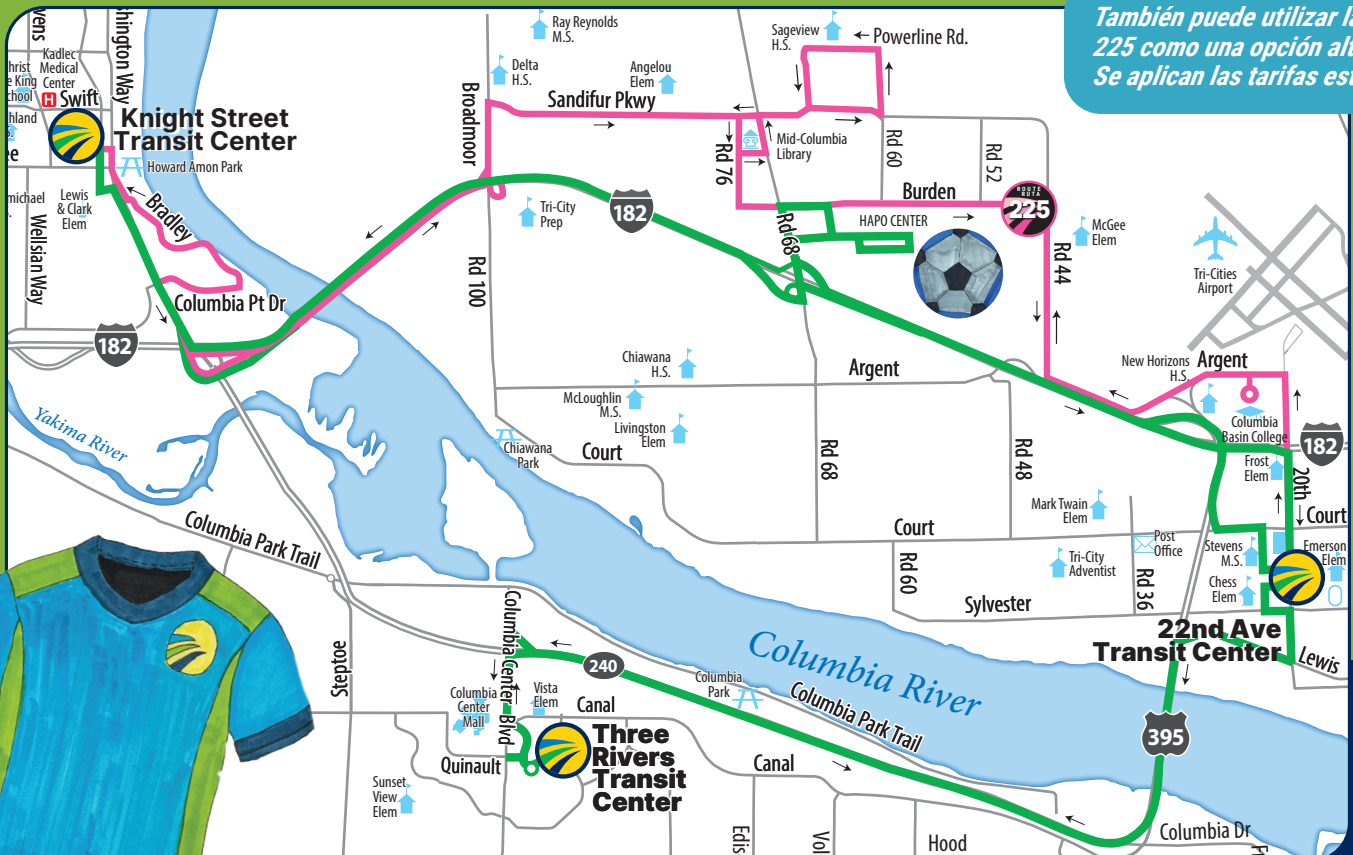 También puede utilizar la
225 como una opción alt
Se aplican las tarifas est
Kadlec
Medical
Center
H
Swift
Knight Street
Transit Center
Howard Amon Park
Lewis
& Clark
Elem
Wellsian Way
Bradley
Columbia Pt Dr
182
Ray Reynolds
M.S.
Delta
H.S.
Angelou
Elem
Sageview
H.S.
Powerline Rd.
Broadmoor
Sandifur Pkwy
Mid-Columbia
Library
Rd 76
Rd 60
Rd 52
Burden
ROUTE
RUTA
225
HAPO CENTER
Rd 68
McGee
Elem
Rd 44
Tri-Cities
Airport
Tri-City
Prep
182
Rd 100
Chiawana
H.S.
McLoughlin
M.S.
Livingston
Elem
Argent
New Horizons
H.S.
Argent
Columbia
Basin College
182
Frost
Elem
20th
Court
Yakima River
Chiawana
Park
Court
Rd 68
Rd 48
Mark Twain
Elem
Court
Post
Office
Stevens
M.S.
Emerson
Elem
Chess
Elem
Tri-City
Adventist
Rd 36
Rd 60
Sylvester
22nd Ave
Transit Center
Lewis
Columbia Park Trail
Steptoe
Columbia Center Blvd
240
Columbia River
Columbia
Park
Columbia Park Trail
395
Columbia
Center
Mall
Vista
Elem
Canal
Three
Rivers
Transit
Center
Quinault
Canal
Sunset
View
Elem
Hood
Columbia Dr